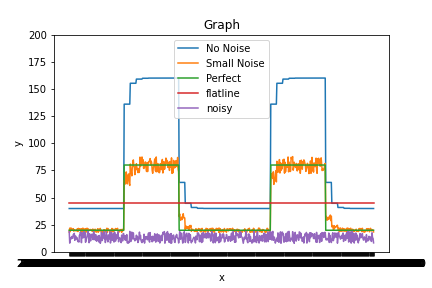 Graph
200
175
150
125
100
75
50
25
0
y
No Noise
Small Noise
Perfect
flatline
noisy
x